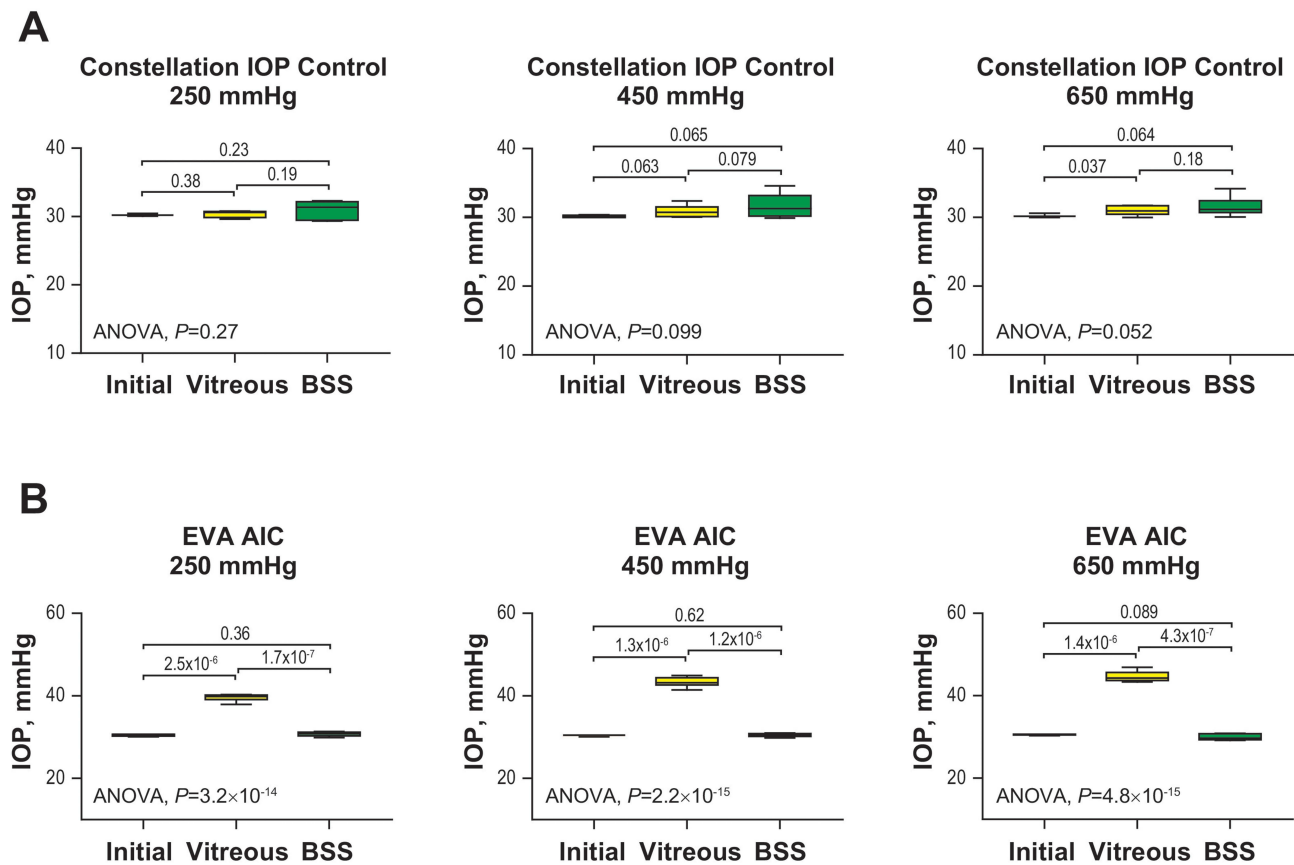 A
Constellation IOP Control
250 mmHg
IOP, mmHg
40
30
20
10
0.23
0.38
0.19
ANOVA, P=0.27
Initial Vitreous BSS
Constellation IOP Control
450 mmHg
IOP, mmHg
40
30
20
10
0.065
0.063
0.079
ANOVA, P=0.099
Initial Vitreous BSS
Constellation IOP Control
650 mmHg
IOP, mmHg
40
30
20
10
0.064
0.037
0.18
ANOVA, P=0.052
Initial Vitreous BSS
B
EVA AIC
250 mmHg
IOP, mmHg
60
40
20
0.36
2.5x10⁻⁶
1.7x10⁻⁷
ANOVA, P=3.2×10⁻¹⁴
Initial Vitreous BSS
EVA AIC
450 mmHg
IOP, mmHg
60
40
20
0.62
1.3x10⁻⁶
1.2x10⁻⁶
ANOVA, P=2.2×10⁻¹⁵
Initial Vitreous BSS
EVA AIC
650 mmHg
IOP, mmHg
60
40
20
0.089
1.4x10⁻⁶
4.3x10⁻⁷
ANOVA, P=4.8×10⁻¹⁵
Initial Vitreous BSS